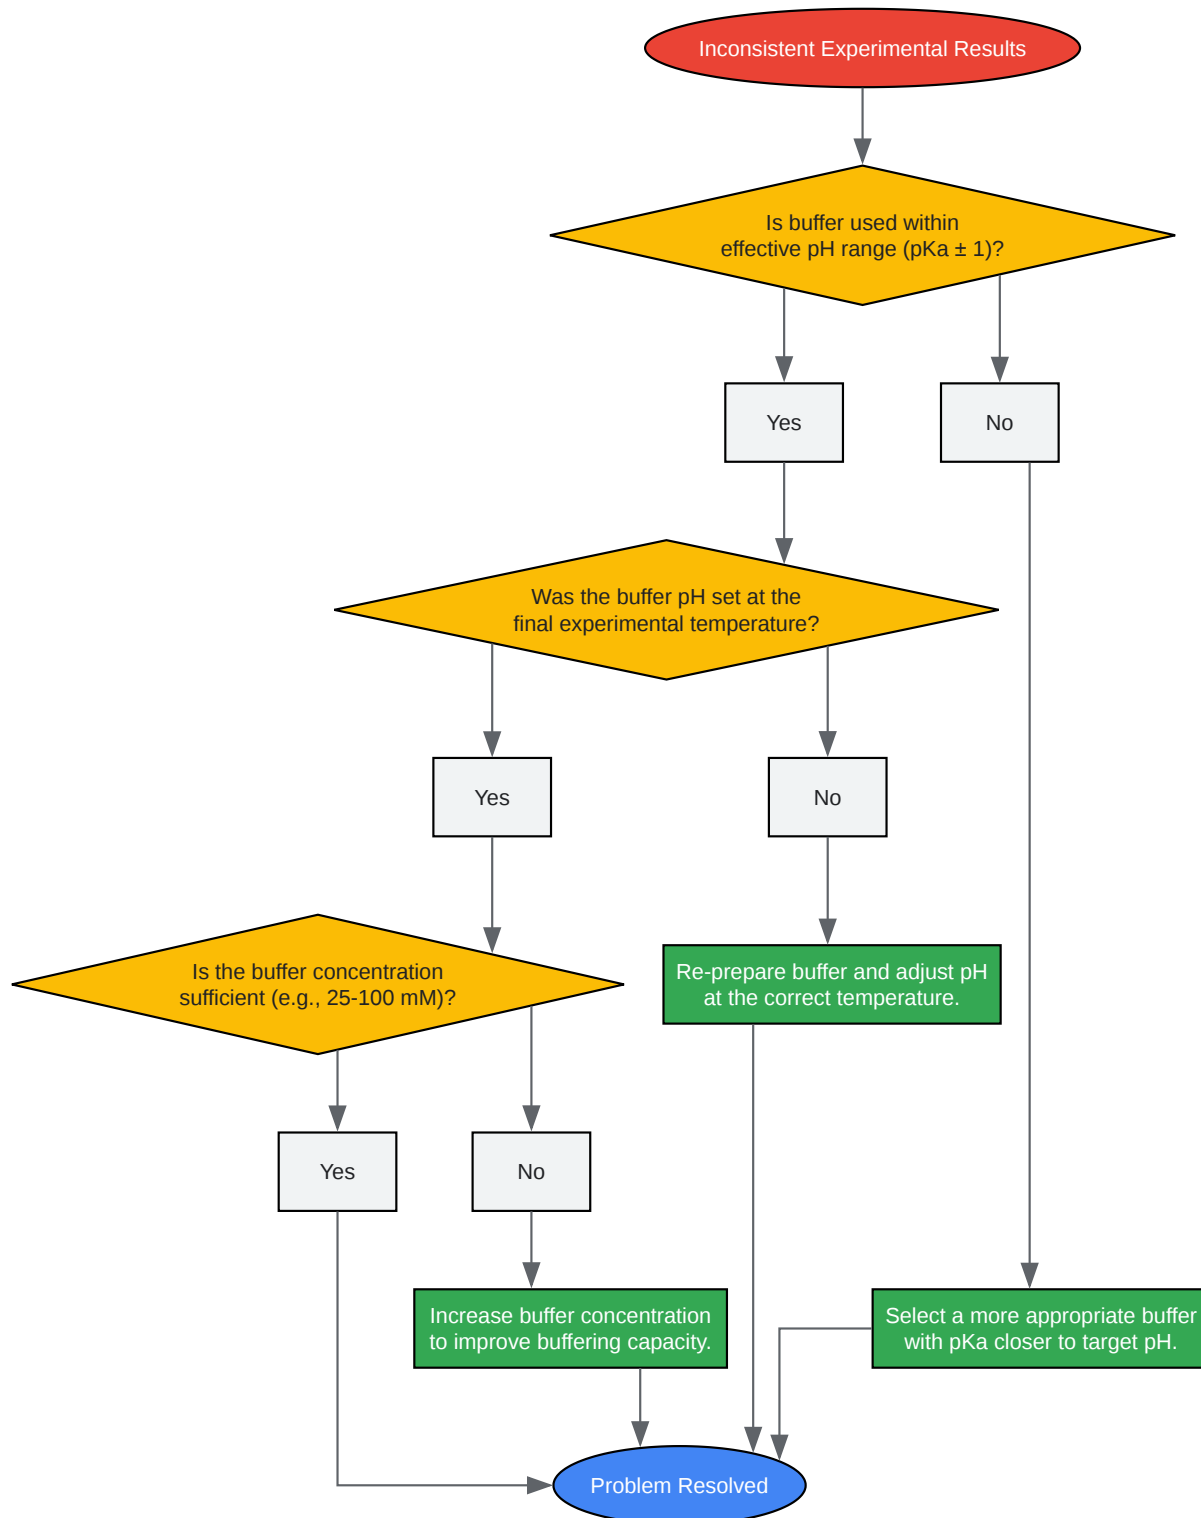 Inconsistent Experimental Results
Is buffer used within
effective pH range (pKa ± 1)?
Yes
No
Was the buffer pH set at the
final experimental temperature?
Yes
No
Is the buffer concentration
sufficient (e.g., 25-100 mM)?
Re-prepare buffer and adjust pH
at the correct temperature.
Yes
No
Increase buffer concentration
to improve buffering capacity.
Select a more appropriate buffer
with pKa closer to target pH.
Problem Resolved